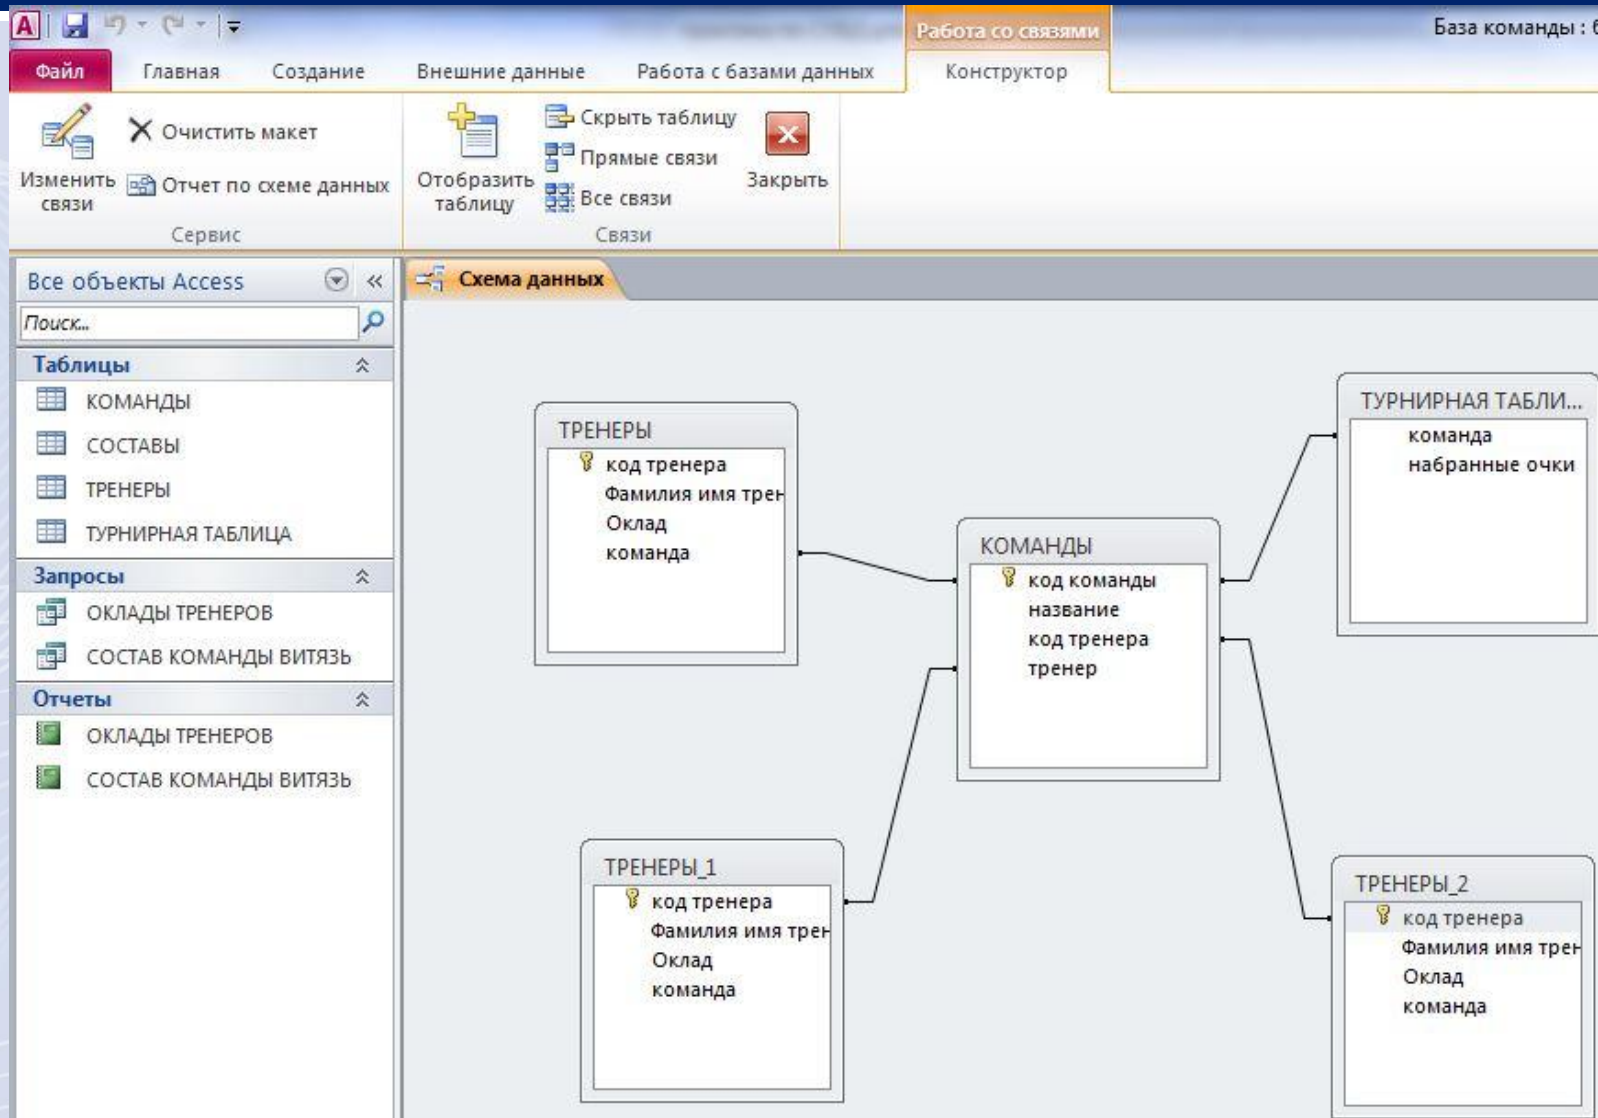 Работа со связями
База команды : б
Файл
Главная
Создание
Внешние данные
Работа с базами данных
Конструктор
Изменить связи
Очистить макет
Отчет по схеме данных
Сервис
Отобразить таблицу
Скрыть таблицу
Прямые связи
Все связи
Закрыть
Связи
Все объекты Access
Поиск...
Таблицы
КОМАНДЫ
СОСТАВЫ
ТРЕНЕРЫ
ТУРНИРНАЯ ТАБЛИЦА
Запросы
ОКЛАДЫ ТРЕНЕРОВ
СОСТАВ КОМАНДЫ ВИТЯЗЬ
Отчеты
ОКЛАДЫ ТРЕНЕРОВ
СОСТАВ КОМАНДЫ ВИТЯЗЬ
Схема данных
ТРЕНЕРЫ
код тренера
Фамилия имя трен
Оклад
команда
КОМАНДЫ
код команды
название
код тренера
тренер
ТУРНИРНАЯ ТАБЛИ...
команда
набранные очки
ТРЕНЕРЫ_1
код тренера
Фамилия имя трен
Оклад
команда
ТРЕНЕРЫ_2
код тренера
Фамилия имя трен
Оклад
команда